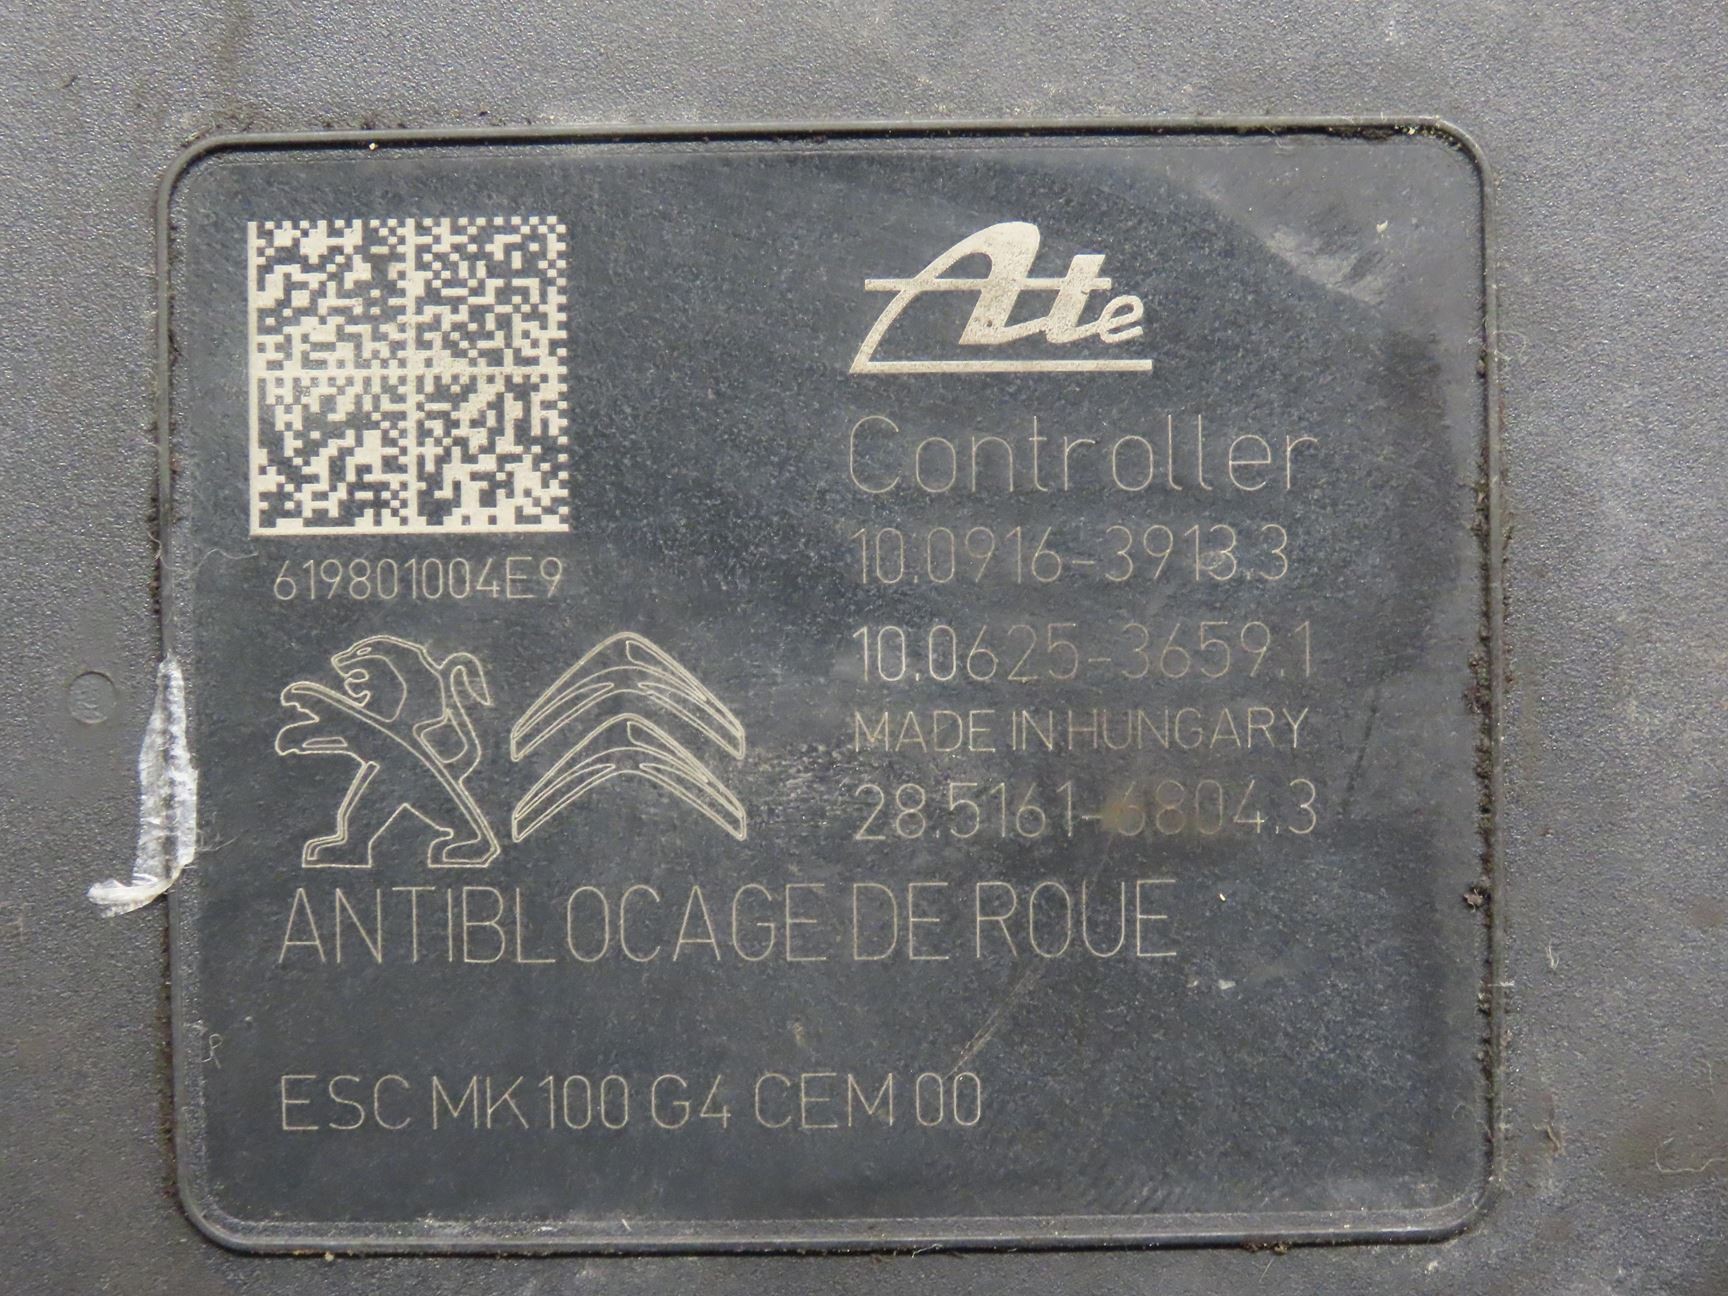 Ate
Controller
10.0916-3913.3
619801004E9
10.0625-3659.1
MADE IN HUNGARY
28.5161-6804.3
ANTIBLOCAGE DE ROUE
ESC MK100 G4 CEM 00